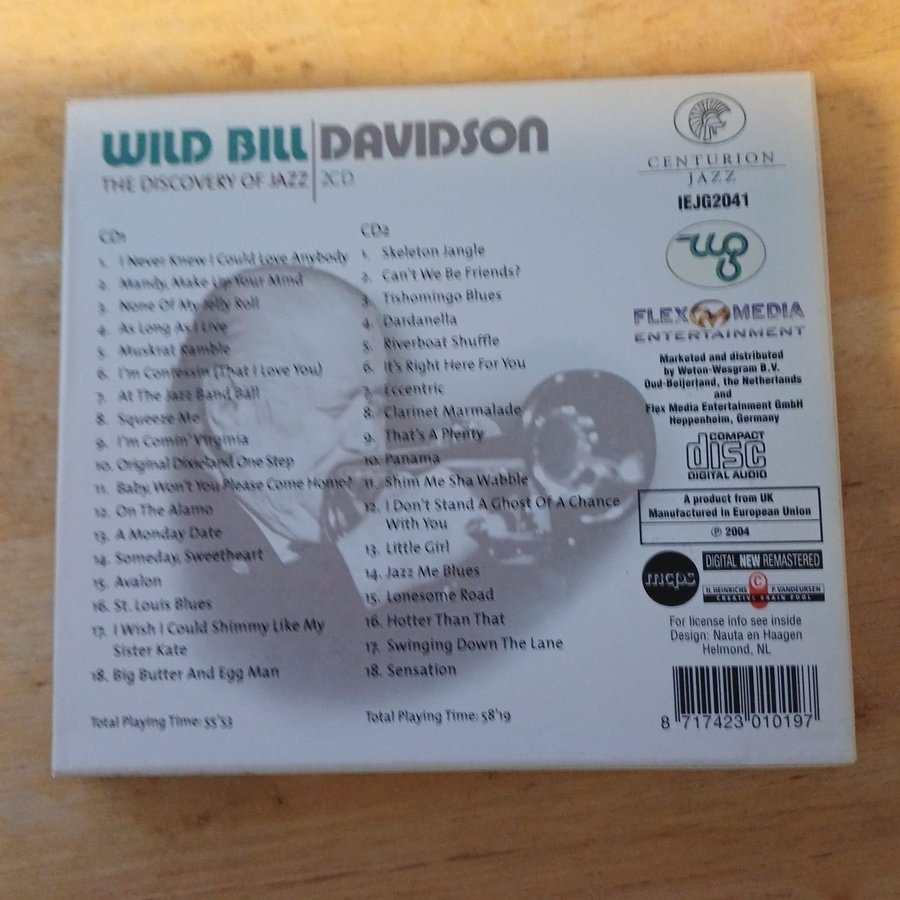 WILD BILL DAVIDSON
THE DISCOVERY OF JAZZ 2CD
CD1
1. I Never Knew I Could Love Anybody
2. Mandy, Make Up Your Mind
3. None Of My Jelly Roll
4. As Long As I Live
5. Muskrat Ramble
6. I'm Confessin (That I Love You)
7. At The Jazz Band Ball
8. Squeeze Me
9. I'm Comin' Virginia
10. Original Dixieland One Step
11. Baby, Won't You Please Come Home?
12. On The Alamo
13. A Monday Date
14. Someday, Sweetheart
15. Avalon
16. St. Louis Blues
17. I Wish I Could Shimmy Like My
Sister Kate
18. Big Butter And Egg Man
Total Playing Time: 55'53
CD2
1. Skeleton Jangle
2. Can't We Be Friends?
3. Tishomingo Blues
4. Dardanella
5. Riverboat Shuffle
6. It's Right Here For You
7. Eccentric
8. Clarinet Marmalade
9. That's A Plenty
10. Panama
11. Shim Me Sha Wabble
12. I Don't Stand A Ghost Of A Chance
With You
13. Little Girl
14. Jazz Me Blues
15. Lonesome Road
16. Hotter Than That
17. Swinging Down The Lane
18. Sensation
Total Playing Time: 58'19
CENTURION
JAZZ
IEJG2041
FLEX MEDIA
ENTERTAINMENT
Marketed and distributed
by Weton-Wesgram B.V.
Oud-Beijerland, the Netherlands
and
Flex Media Entertainment GmbH
Heppenheim, Germany
COMPACT
disc
DIGITAL AUDIO
A product from UK
Manufactured in European Union
℗ 2004
mcps
DIGITAL NEW REMASTERED
H.HEINRICHS C P.VANDEURSEN
CREATIVE BRAIN POOL
For license info see inside
Design: Nauta en Haagen
Helmond, NL
8 717423 010197